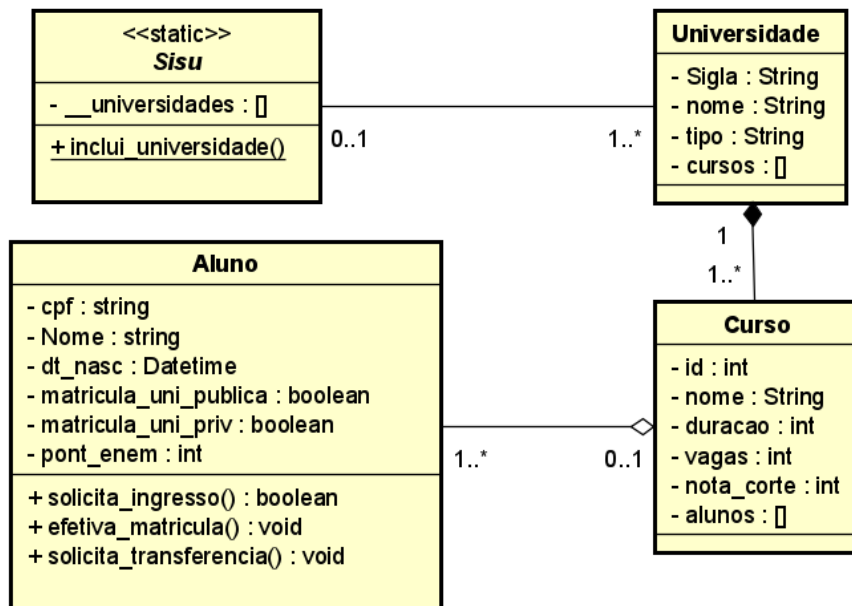 <<static>>
Sisu
- __universidades : []
+ inclui_universidade()
0..1
1..*
Universidade
- Sigla : String
- nome : String
- tipo : String
- cursos : []
1
1..*
Aluno
- cpf : string
- Nome : string
- dt_nasc : Datetime
- matricula_uni_publica : boolean
- matricula_uni_priv : boolean
- pont_enem : int
+ solicita_ingresso() : boolean
+ efetiva_matricula() : void
+ solicita_transferencia() : void
1..*
0..1
Curso
- id : int
- nome : String
- duracao : int
- vagas : int
- nota_corte : int
- alunos : []